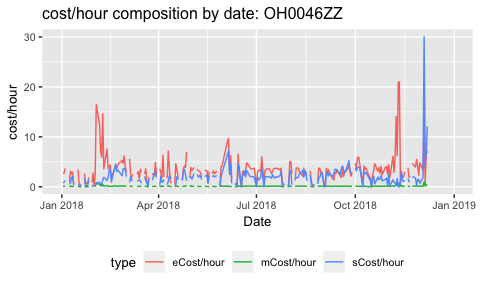 cost/hour composition by date: OH0046ZZ
30
20
10
0
cost/hour
Jan 2018 Apr 2018 Jul 2018 Oct 2018 Jan 2019
Date
type eCost/hour mCost/hour sCost/hour